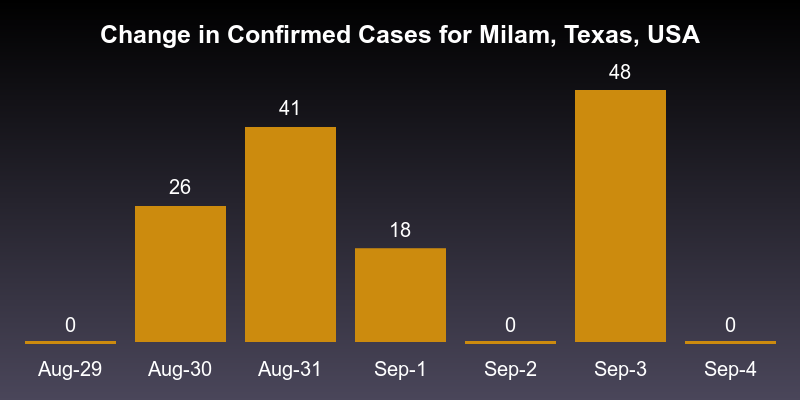 Change in Confirmed Cases for Milam, Texas, USA
0
26
41
18
0
48
0
Aug-29
Aug-30
Aug-31
Sep-1
Sep-2
Sep-3
Sep-4